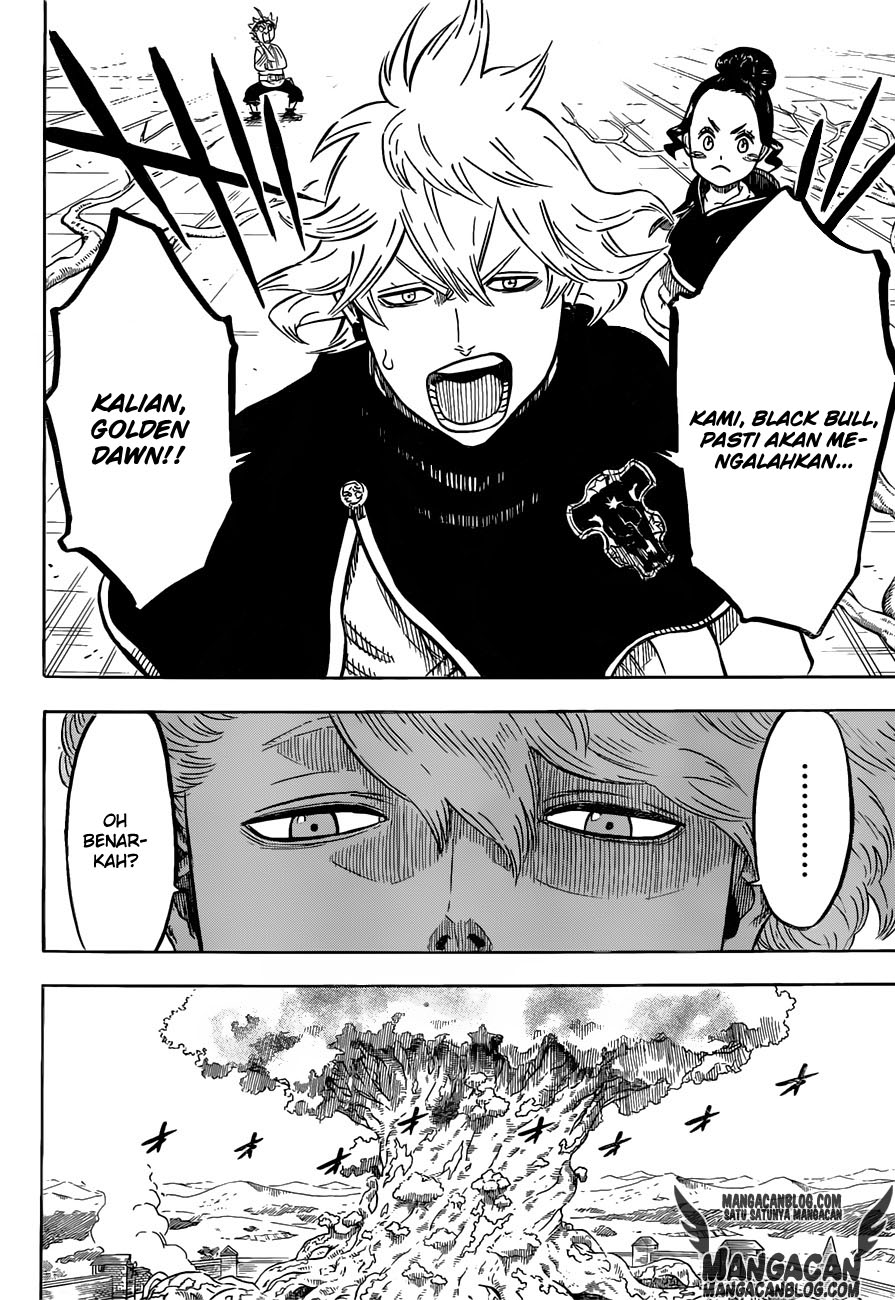 KAMI, BLACK BULL,
PASTI AKAN ME-
NGALAHKAN...
KALIAN,
GOLDEN
DAWN!!
.........
OH
BENAR-
KAH?
MANGACANBLOG.COM
SATU SATUNYA MANGACAN
MANGACAN
MANGACANBLOG.COM